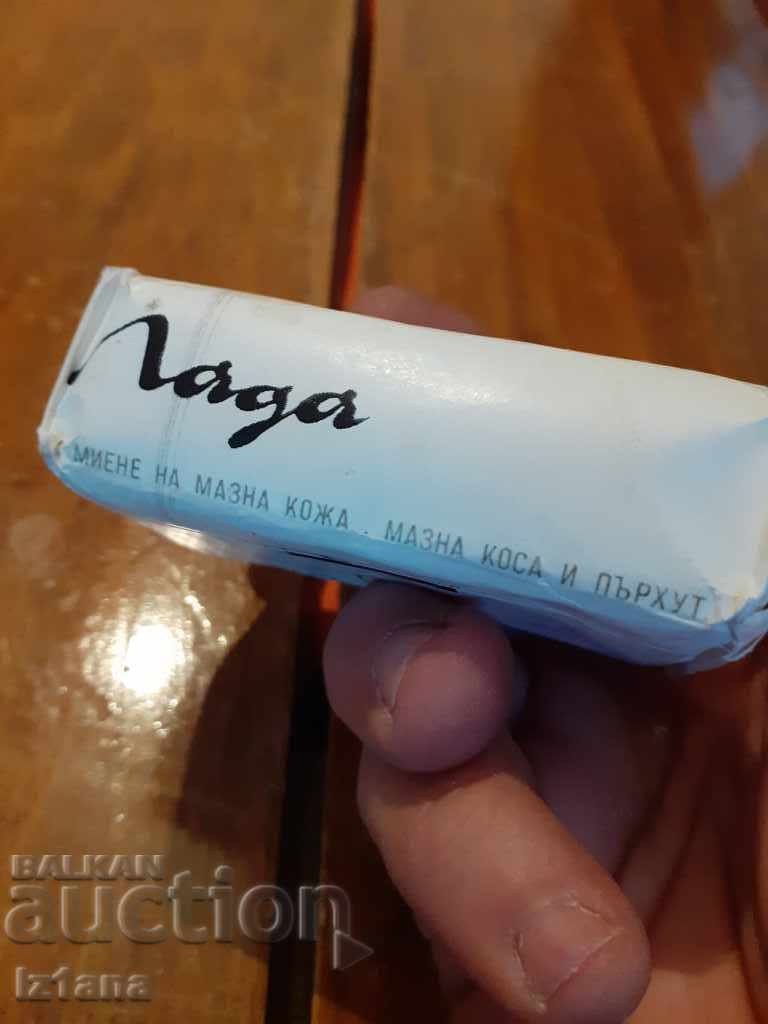 Лада
МИЕНЕ НА МАЗНА КОЖА, МАЗНА КОСА И ПЪРХУТ
BALKAN
auction
Iz1ana